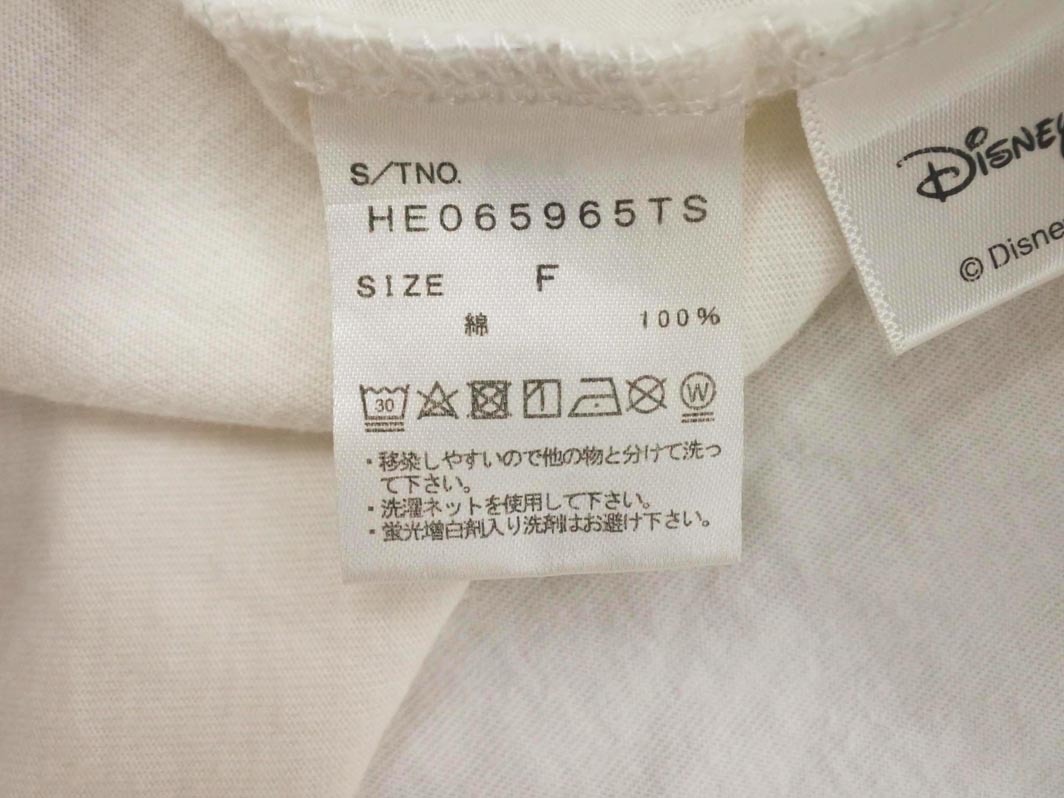 S/TNO.
HE065965TS
SIZE F
綿 100%
30
W
・移染しやすいので他の物と分けて洗っ
て下さい。
・洗濯ネットを使用して下さい。
・蛍光増白剤入り洗剤はお避け下さい。
DISNEY
© Disne